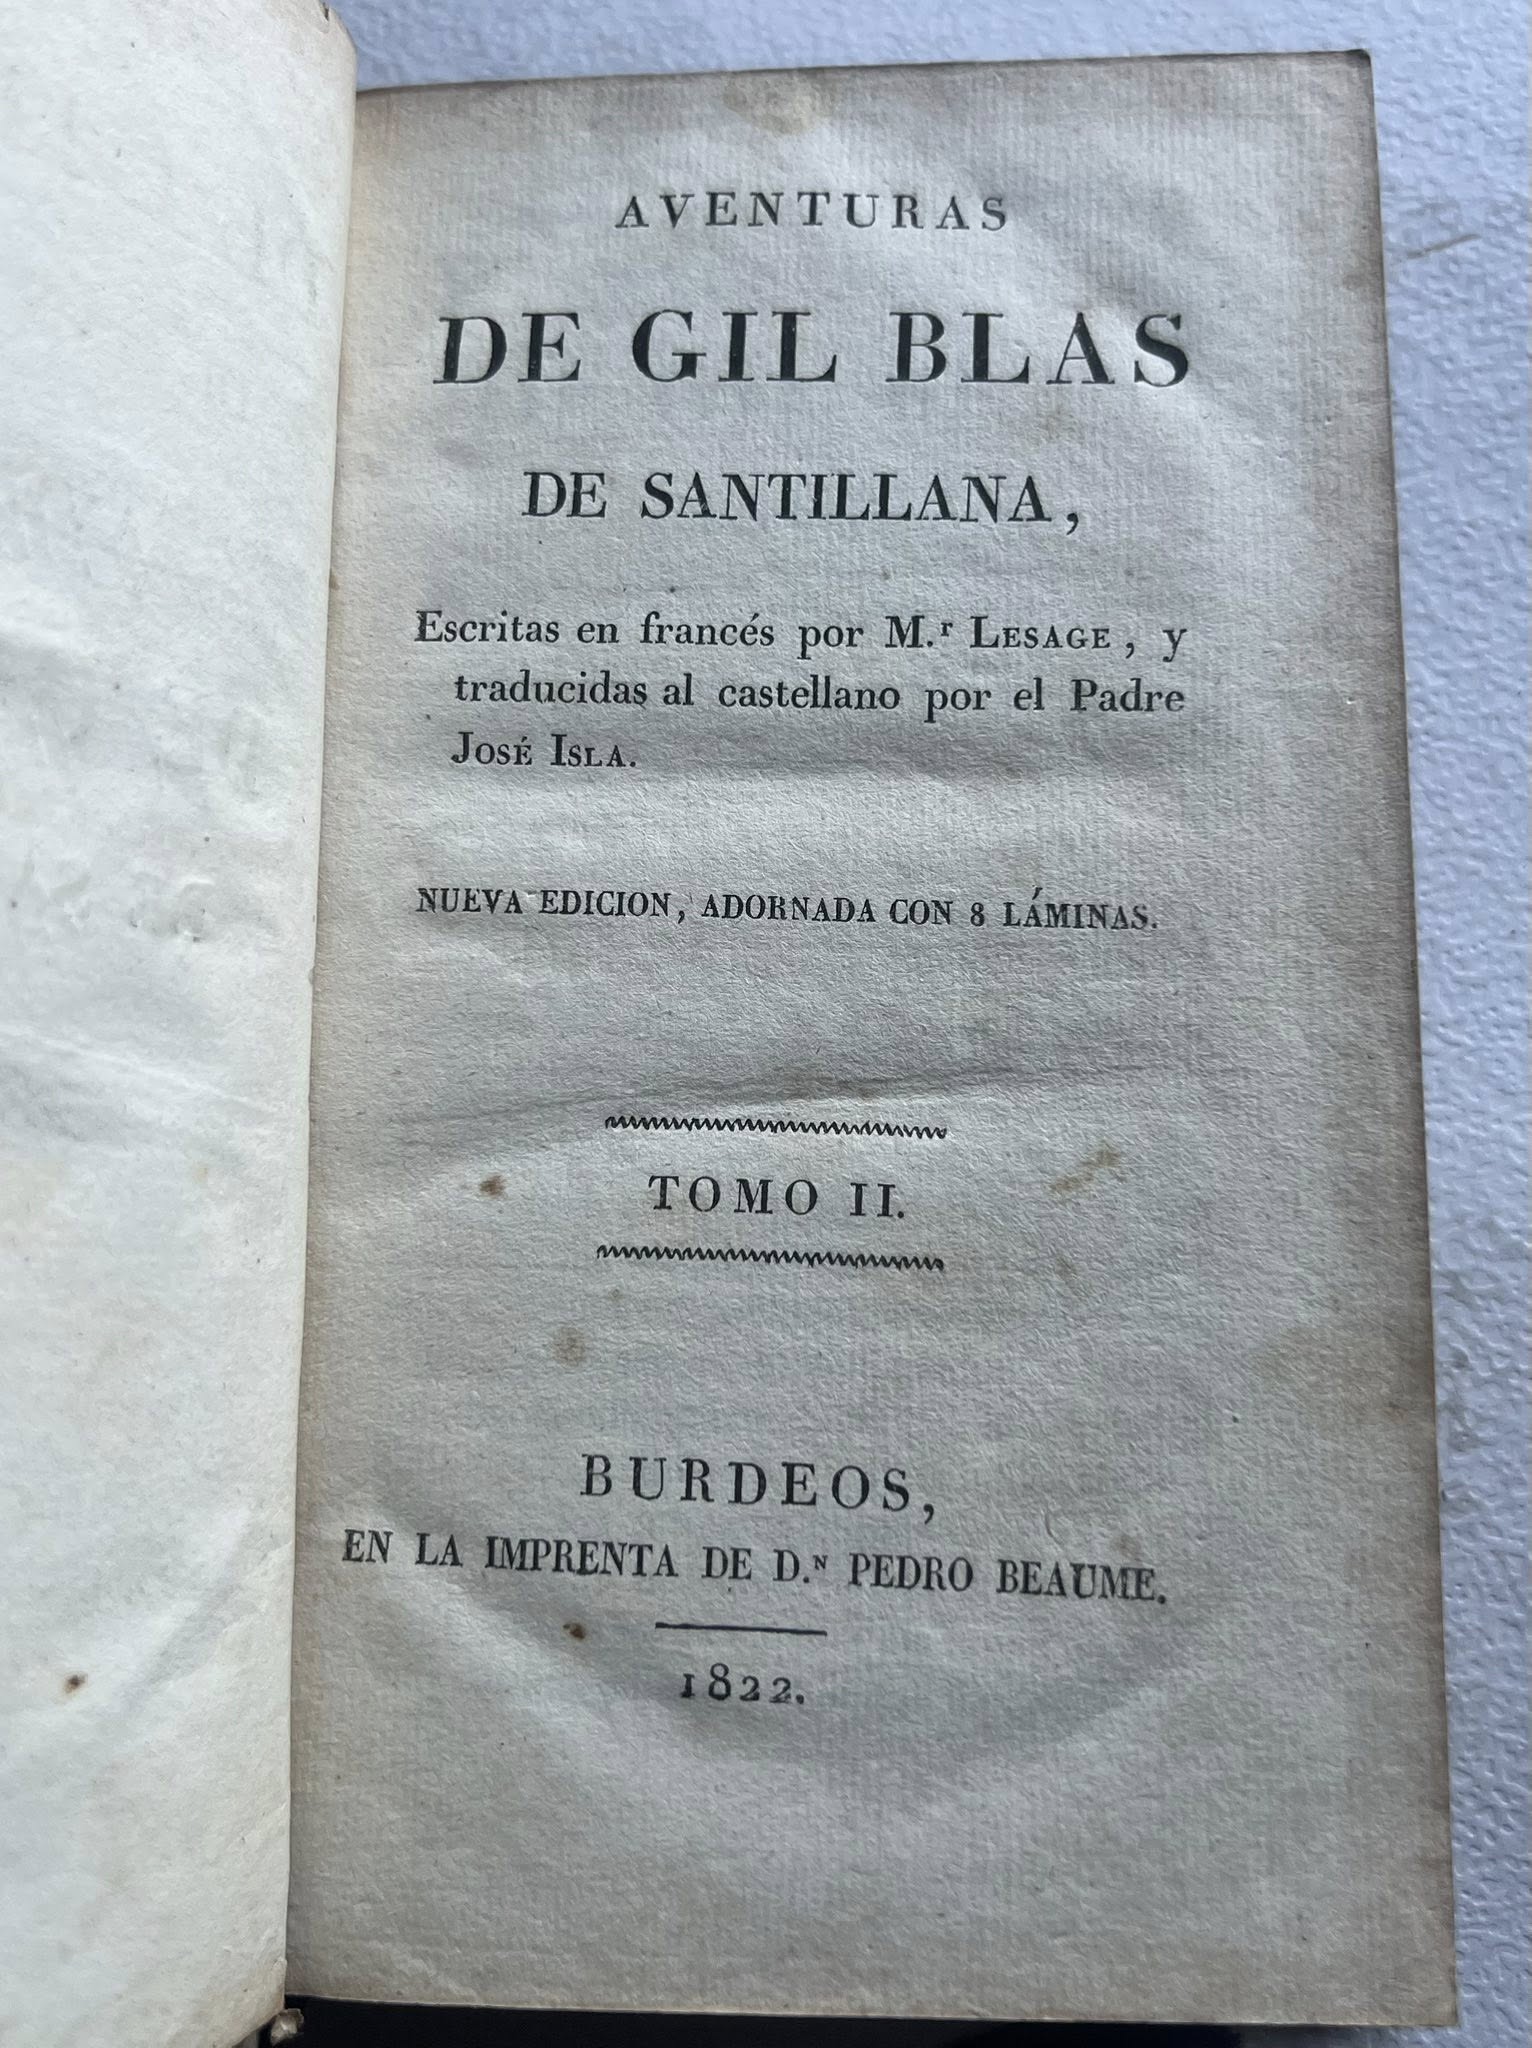 AVENTURAS
DE GIL BLAS
DE SANTILLANA,
Escritas en francés por M.r LESAGE, y
traducidas al castellano por el Padre
JOSÉ ISLA.
NUEVA EDICION, ADORNADA CON 8 LÁMINAS.
TOMO II.
BURDEOS,
EN LA IMPRENTA DE D.N PEDRO BEAUME.
1822.